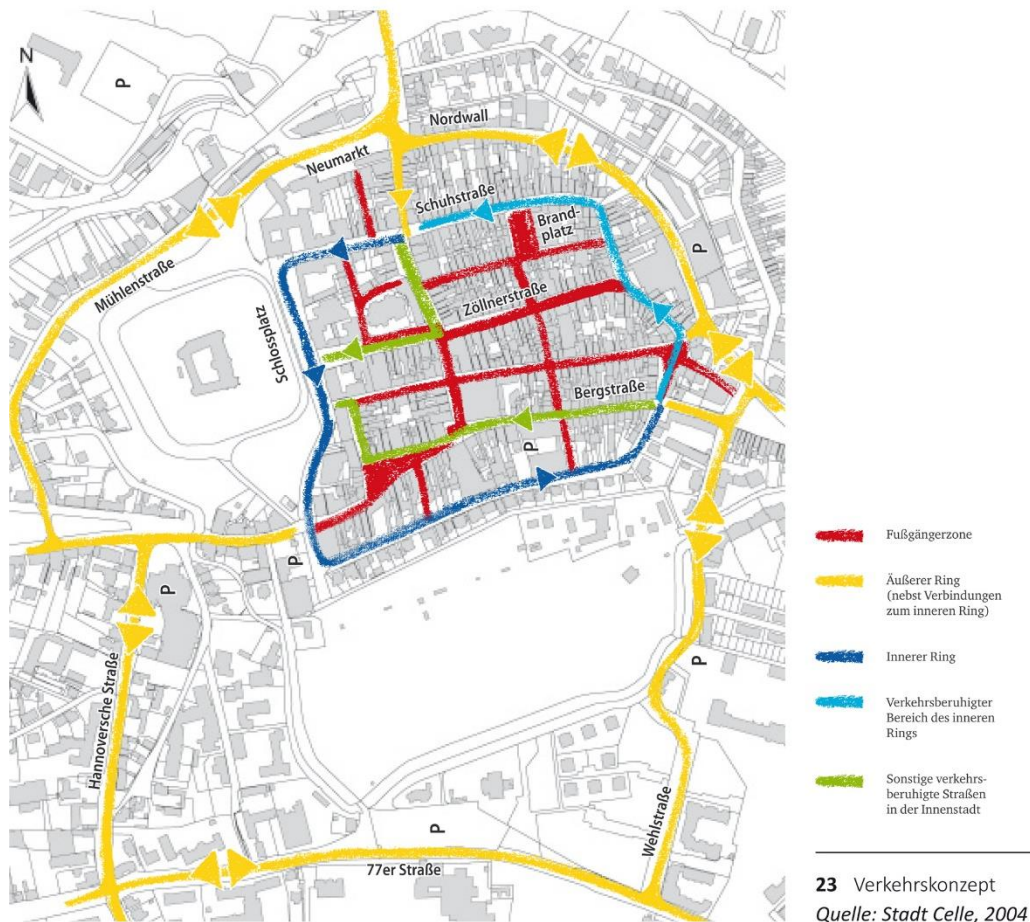 N
P
Nordwall
Neumarkt
Schuhstraße
Brand-
platz
P
Mühlenstraße
Zöllnerstraße
Schlossplatz
Bergstraße
P
P
P
Hannoversche Straße
P
Wehlstraße
P
77er Straße
Fußgängerzone
Äußerer Ring
(nebst Verbindungen
zum inneren Ring)
Innerer Ring
Verkehrsberuhigter
Bereich des inneren
Rings
Sonstige verkehrs-
beruhigte Straßen
in der Innenstadt
23 Verkehrskonzept
Quelle: Stadt Celle, 2004